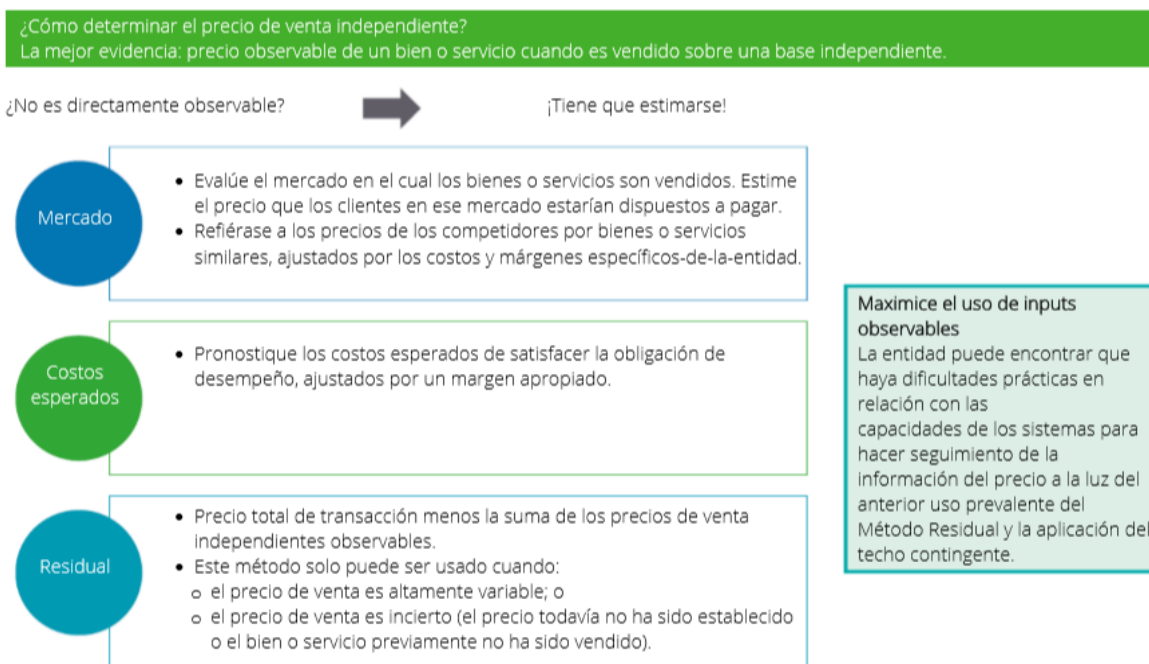 ¿Cómo determinar el precio de venta independiente?
La mejor evidencia: precio observable de un bien o servicio cuando es vendido sobre una base independiente.
¿No es directamente observable?
¡Tiene que estimarse!
Mercado
• Evalúe el mercado en el cual los bienes o servicios son vendidos. Estime
el precio que los clientes en ese mercado estarían dispuestos a pagar.
• Refiérase a los precios de los competidores por bienes o servicios
similares, ajustados por los costos y márgenes específicos-de-la-entidad.
Costos
esperados
• Pronostique los costos esperados de satisfacer la obligación de
desempeño, ajustados por un margen apropiado.
Residual
• Precio total de transacción menos la suma de los precios de venta
independientes observables.
• Este método solo puede ser usado cuando:
o el precio de venta es altamente variable; o
o el precio de venta es incierto (el precio todavía no ha sido establecido
o el bien o servicio previamente no ha sido vendido).
Maximice el uso de inputs
observables
La entidad puede encontrar que
haya dificultades prácticas en
relación con las
capacidades de los sistemas para
hacer seguimiento de la
información del precio a la luz del
anterior uso prevalente del
Método Residual y la aplicación del
techo contingente.